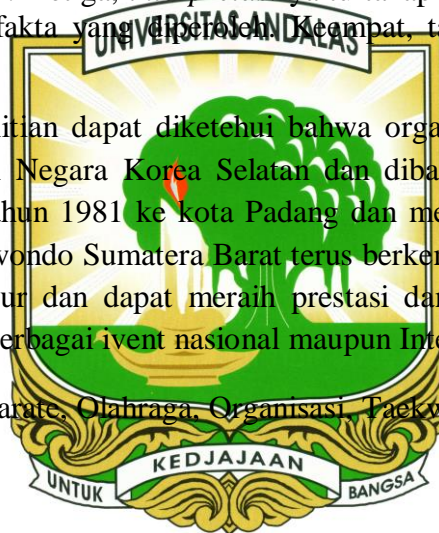 fakta yang diperoleh. Keempat, ta
UNIVERSITAS ANDALAS
itian dapat diketehui bahwa orga
Negara Korea Selatan dan diba
ahun 1981 ke kota Padang dan me
wondo Sumatera Barat terus berker
ur dan dapat meraih prestasi dar
erbagai ivent nasional maupun Inte
arate, Olahraga, Organisasi, Taekw
KEDJAJAAN
UNTUK
BANGSA